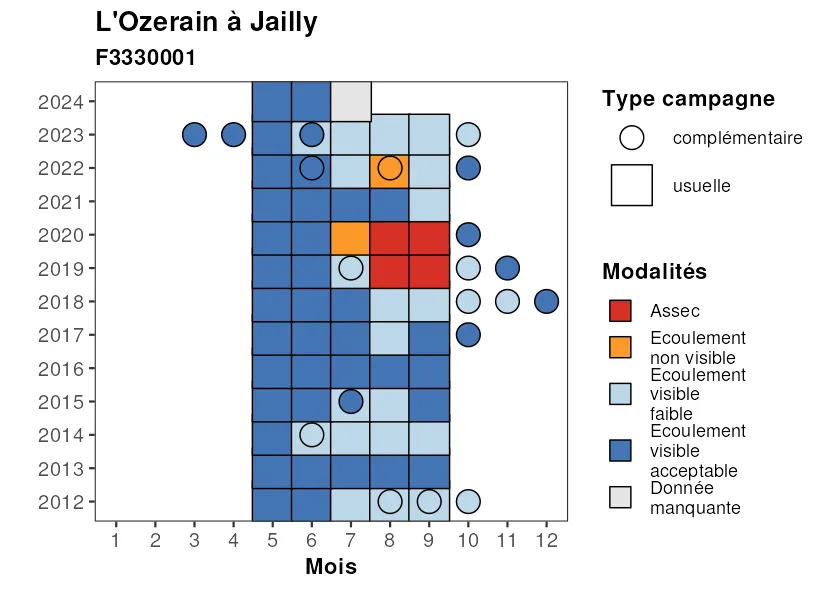 L'Ozerain à Jailly
F3330001
2024
2023
2022
2021
2020
2019
2018
2017
2016
2015
2014
2013
2012
1 2 3 4 5 6 7 8 9 10 11 12
Mois
Type campagne
complémentaire
usuelle
Modalités
Assec
Ecoulement
non visible
Ecoulement
visible
faible
Ecoulement
visible
acceptable
Donnée
manquante